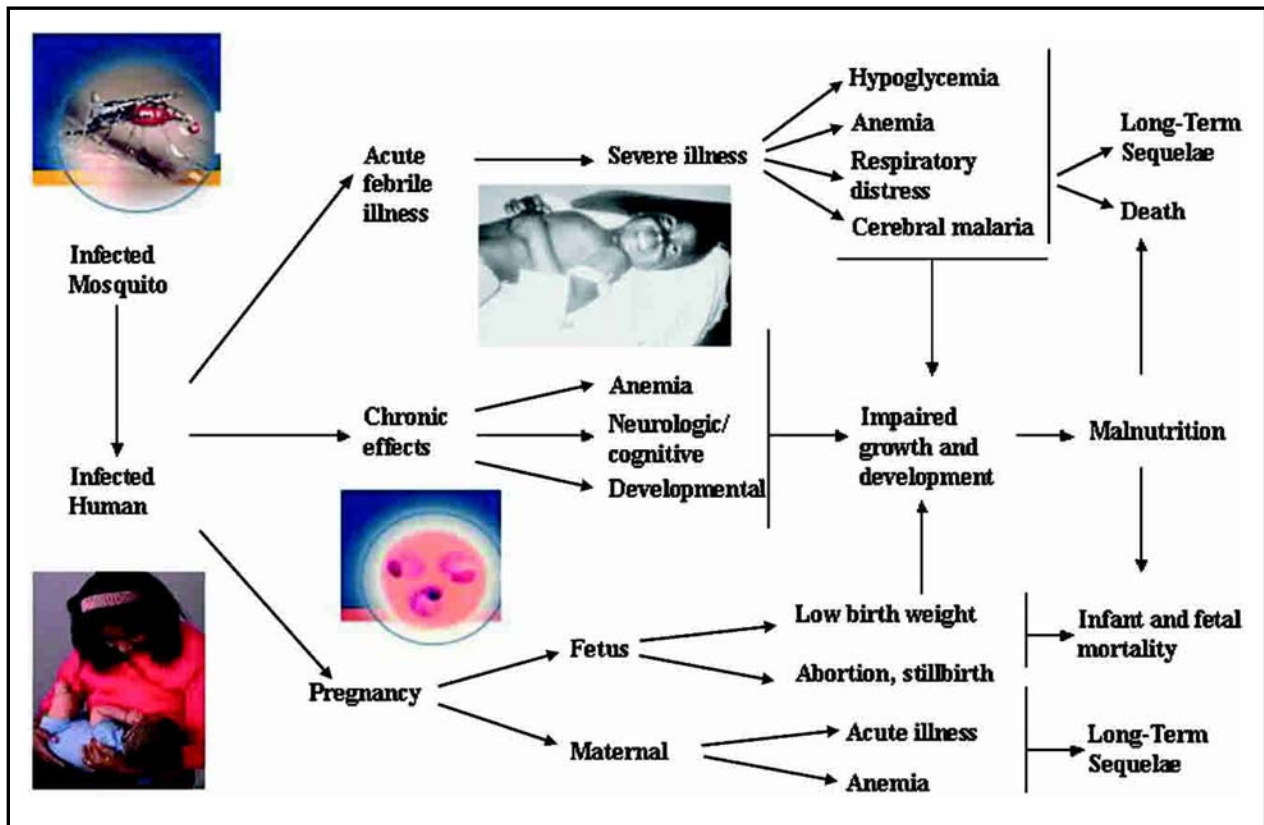 Infected
Mosquito
Infected
Human
Acute
febrile
illness
Severe illness
Hypoglycemia
Anemia
Respiratory
distress
Cerebral malaria
Long-Term
Sequelae
Death
Chronic
effects
Anemia
Neurologic/
cognitive
Developmental
Impaired
growth and
development
Malnutrition
Pregnancy
Fetus
Low birth weight
Abortion, stillbirth
Infant and fetal
mortality
Maternal
Acute illness
Anemia
Long-Term
Sequelae